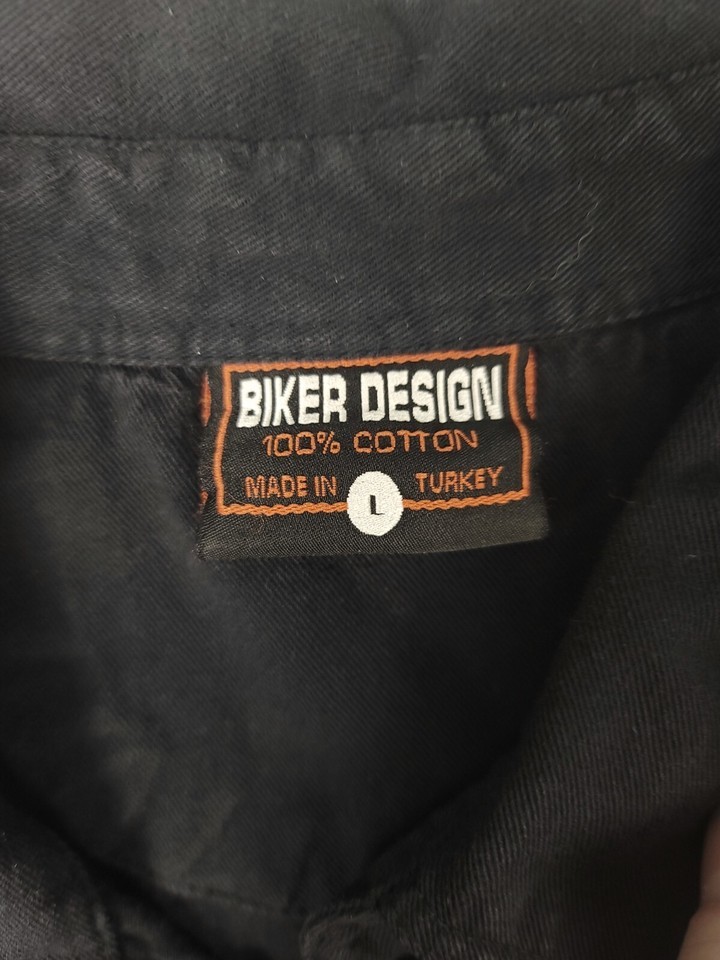 BIKER DESIGN
100% COTTON
MADE IN TURKEY
L